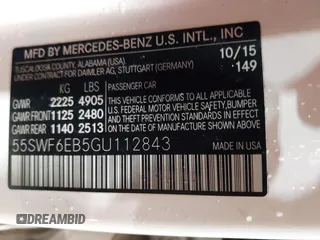 MFD BY MERCEDES-BENZ U.S. INTL., INC
TUSCALOOSA COUNTY, ALABAMA (USA) 10/15
UNDER CONTRACT FOR DAIMLER AG, STUTTGART (GERMANY) 149
KG LBS PASSENGER CAR
GVWR 2225 4905
GAWR FRONT 1125 2480
GAWR REAR 1140 2513
THIS VEHICLE CONFORMS TO ALL APPLICABLE
U.S. FEDERAL MOTOR VEHICLE SAFETY, BUMPER,
AND THEFT PREVENTION STANDARDS IN EFFECT ON
THE DATE OF MANUFACTURE SHOWN ABOVE.
55SWF6EB5GU112843 MADE IN USA
DREAMBID